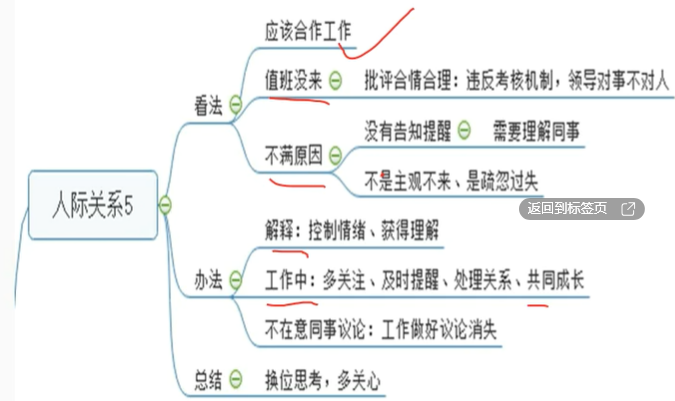 应该合作工作
值班没来 批评合情合理：违反考核机制，领导对事不对人
看法
没有告知提醒 需要理解同事
不满原因
不是主观不来、是疏忽过失
人际关系5
返回到标签页
解释：控制情绪、获得理解
办法
工作中：多关注、及时提醒、处理关系、共同成长
不在意同事议论：工作做好议论消失
总结 换位思考，多关心